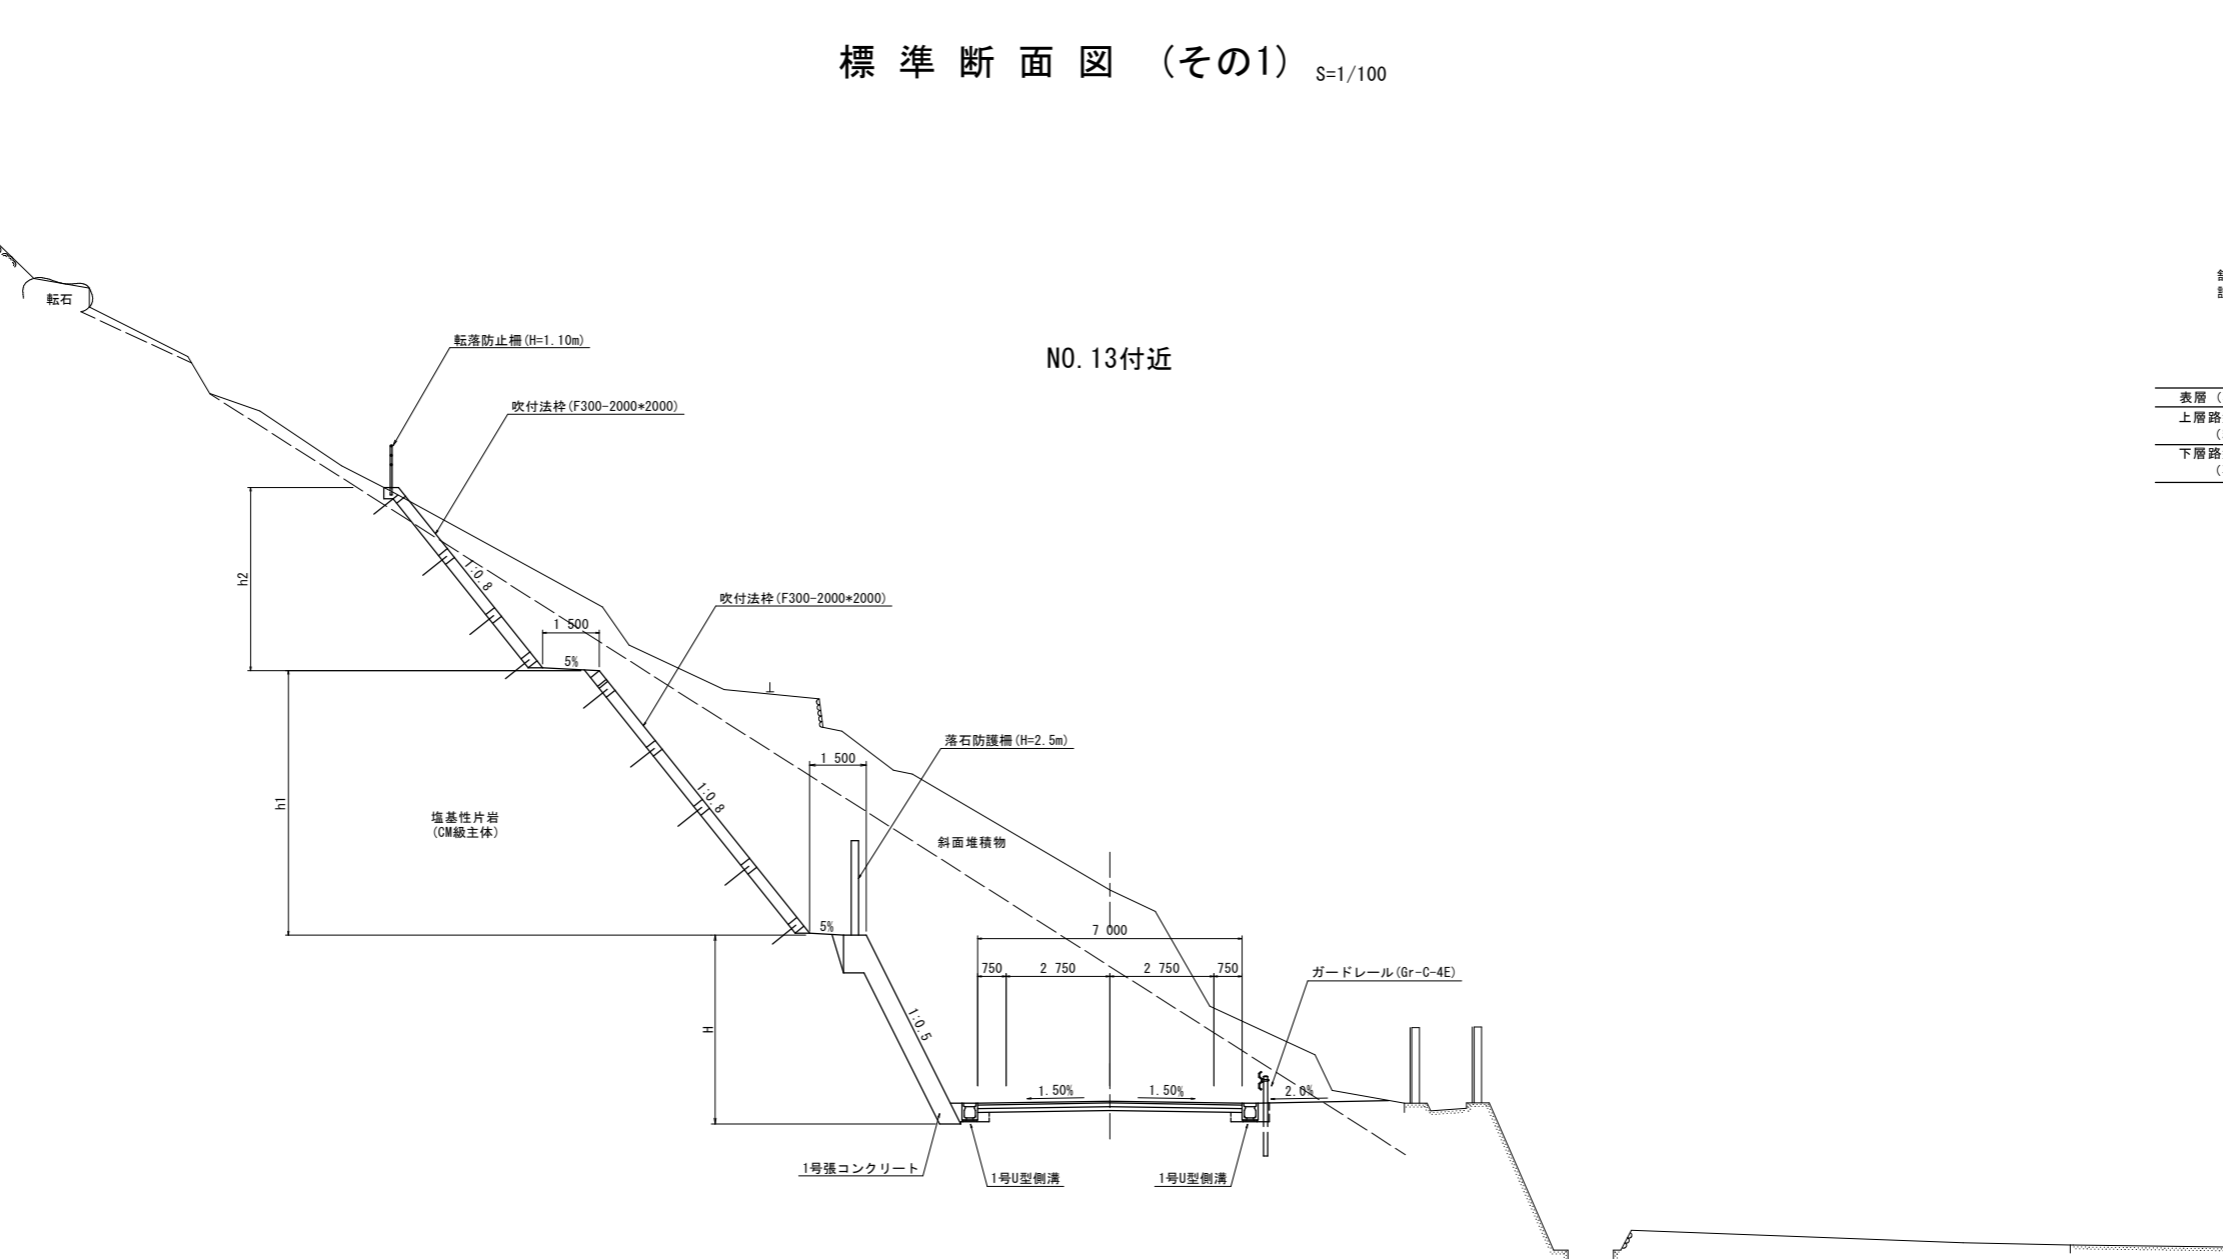 標準断面図 (その1) S=1/100
転石
転落防止柵(H=1.10m)
NO.13付近
吹付法枠(F300-2000*2000)
表層(
上層路
(
下層路
(
h2
1:0.8
吹付法枠(F300-2000*2000)
1 500
5%
落石防護柵(H=2.5m)
1 500
h1
1:0.8
塩基性片岩
(CM級主体)
斜面堆積物
5%
7 000
750
2 750
2 750
750
ガードレール(Gr-C-4E)
H
1:0.5
1.50%
1.50%
2.0%
1号張コンクリート
1号U型側溝
1号U型側溝